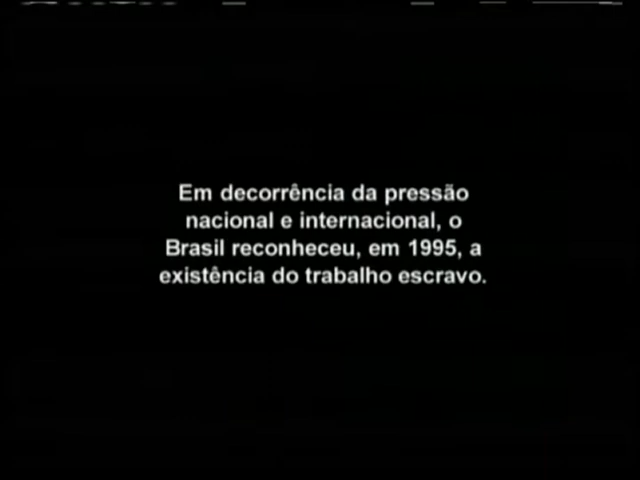 Em decorrência da pressão
nacional e internacional, o
Brasil reconheceu, em 1995, a
existência do trabalho escravo.